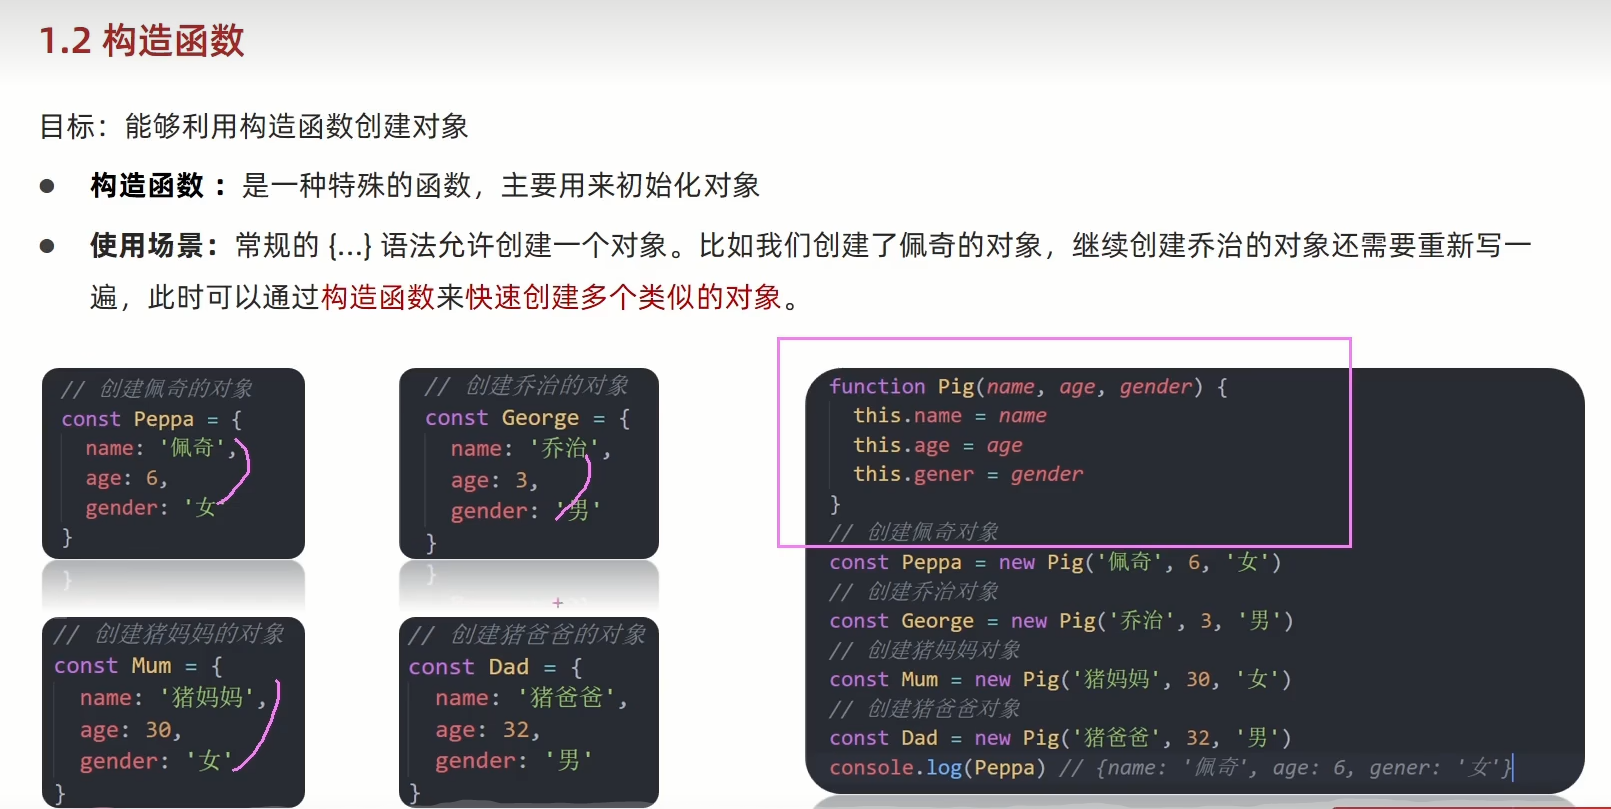 1.2 构造函数
目标：能够利用构造函数创建对象
● 构造函数 ：是一种特殊的函数，主要用来初始化对象
● 使用场景：常规的 {...} 语法允许创建一个对象。比如我们创建了佩奇的对象，继续创建乔治的对象还需要重新写一
遍，此时可以通过构造函数来快速创建多个类似的对象。
// 创建佩奇的对象
const Peppa = {
name: '佩奇',
age: 6,
gender: '女
}
// 创建乔治的对象
const George = {
name: '乔治',
age: 3,
gender: '男'
}
// 创建猪妈妈的对象
const Mum = {
name: '猪妈妈',
age: 30,
gender: '女'
}
// 创建猪爸爸的对象
const Dad = {
name: '猪爸爸',
age: 32,
gender: '男'
}
function Pig(name, age, gender) {
this.name = name
this.age = age
this.gener = gender
}
// 创建佩奇对象
const Peppa = new Pig('佩奇', 6, '女')
// 创建乔治对象
const George = new Pig('乔治', 3, '男')
// 创建猪妈妈对象
const Mum = new Pig('猪妈妈', 30, '女')
// 创建猪爸爸对象
const Dad = new Pig('猪爸爸', 32, '男')
console.log(Peppa) // {name: '佩奇', age: 6, gener: '女'}